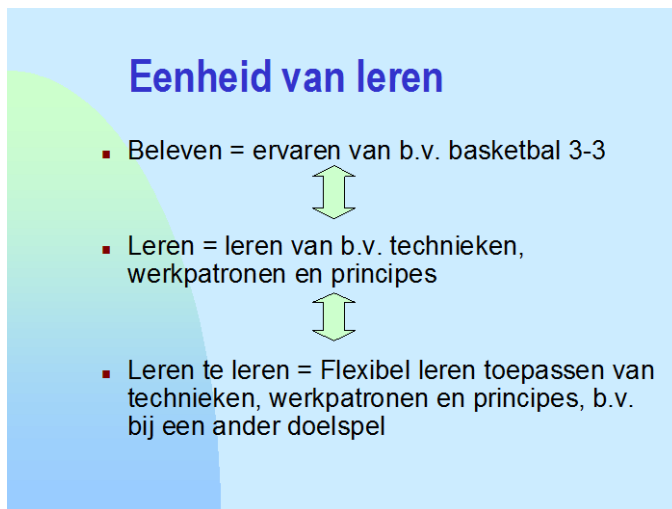 Eenheid van leren
Beleven = ervaren van b.v. basketbal 3-3
Leren = leren van b.v. technieken,
werkpatronen en principes
Leren te leren = Flexibel leren toepassen van
technieken, werkpatronen en principes, b.v.
bij een ander doelspel